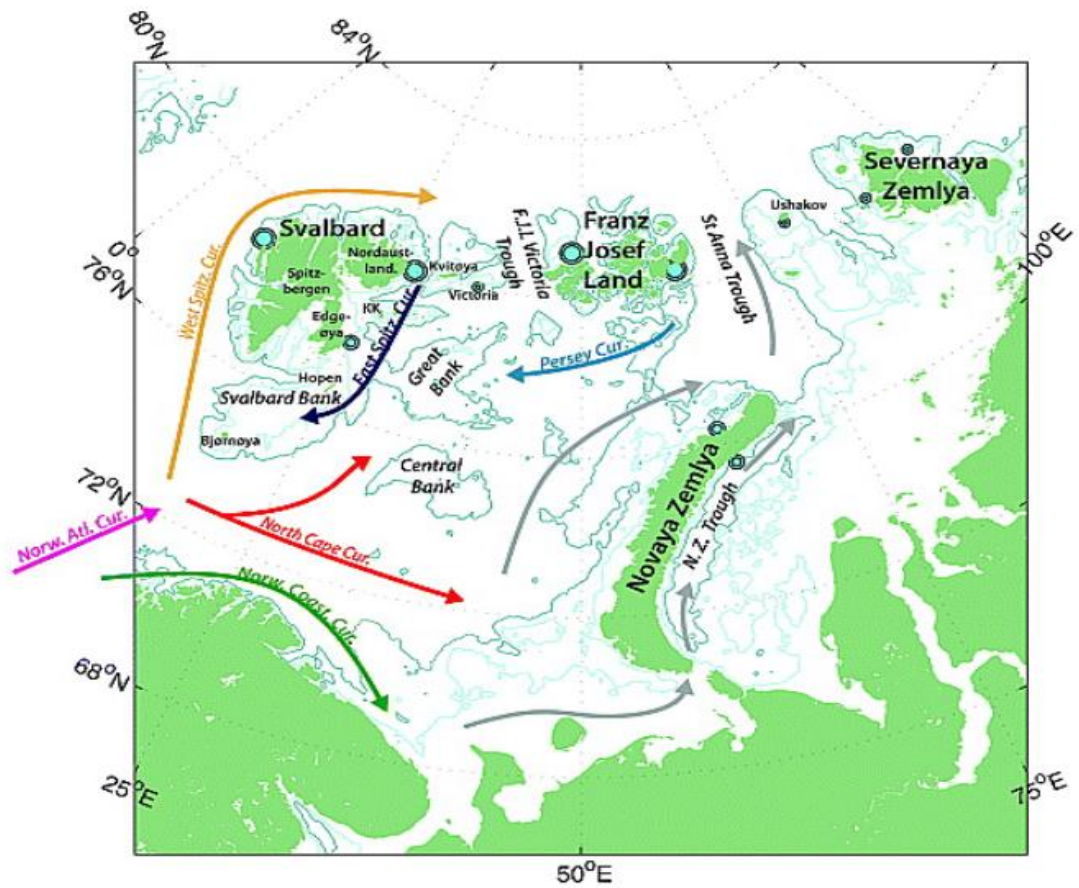 80°N
84°N
Severnaya
Zemlya
Ushakov
100°E
0°
76°N
West Spitz. Cur.
Svalbard
Nordaust-
land.
Spitz-
bergen
Kvitøya
Victoria
KK
Edge-
øya
East Spitz. Cur.
Hopen
Svalbard Bank
Bjørnøya
Great
Bank
F.J.L Victoria
Trough
Franz
Josef
Land
St Anna Trough
Persey Cur.
Central
Bank
72°N
Norw. Atl. Cur.
North Cape Cur.
Norw. Coast. Cur.
Novaya Zemlya
N. Z. Trough
68°N
25°E
50°E
75°E